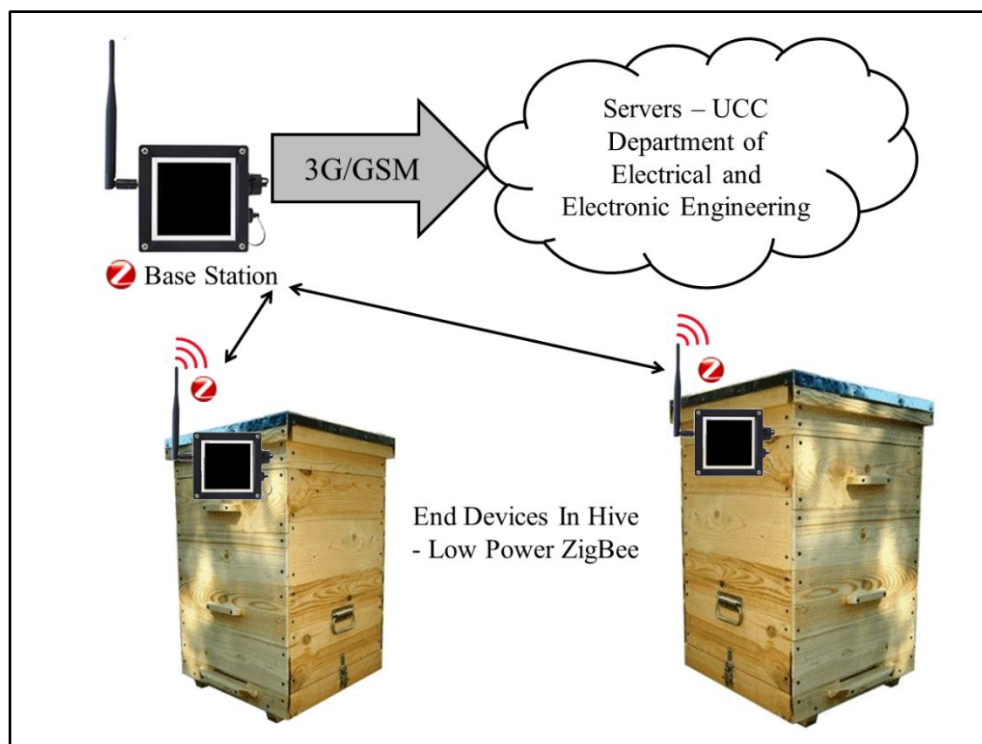 3G/GSM
Servers – UCC
Department of
Electrical and
Electronic Engineering
Z Base Station
Z
Z
End Devices In Hive
- Low Power ZigBee